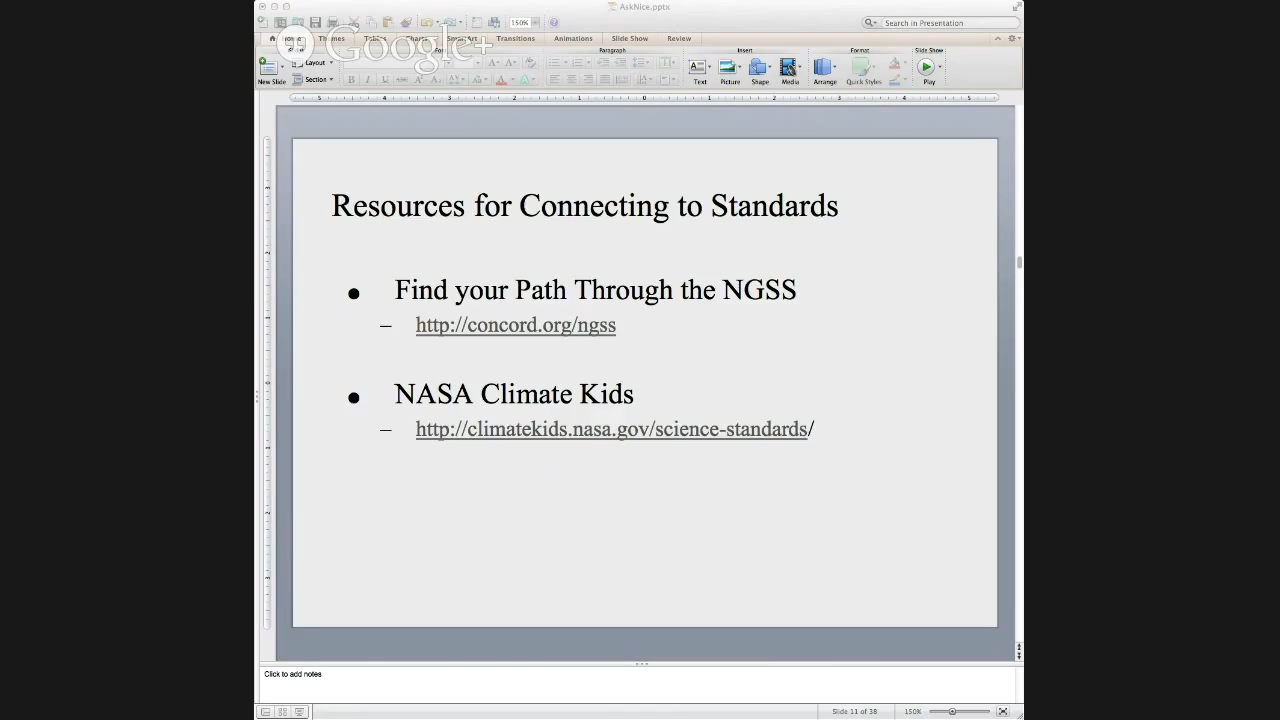 AskNice.pptx
150%
Search in Presentation
Google+
Home Themes Tables Charts SmartArt Transitions Animations Slide Show Review
Paragraph Insert Format Slide Show
Layout
Section
New Slide
Text Picture Shape Media Arrange Quick Styles Play
Resources for Connecting to Standards
● Find your Path Through the NGSS
– http://concord.org/ngss
● NASA Climate Kids
– http://climatekids.nasa.gov/science-standards/
Click to add notes
Slide 11 of 38 150%